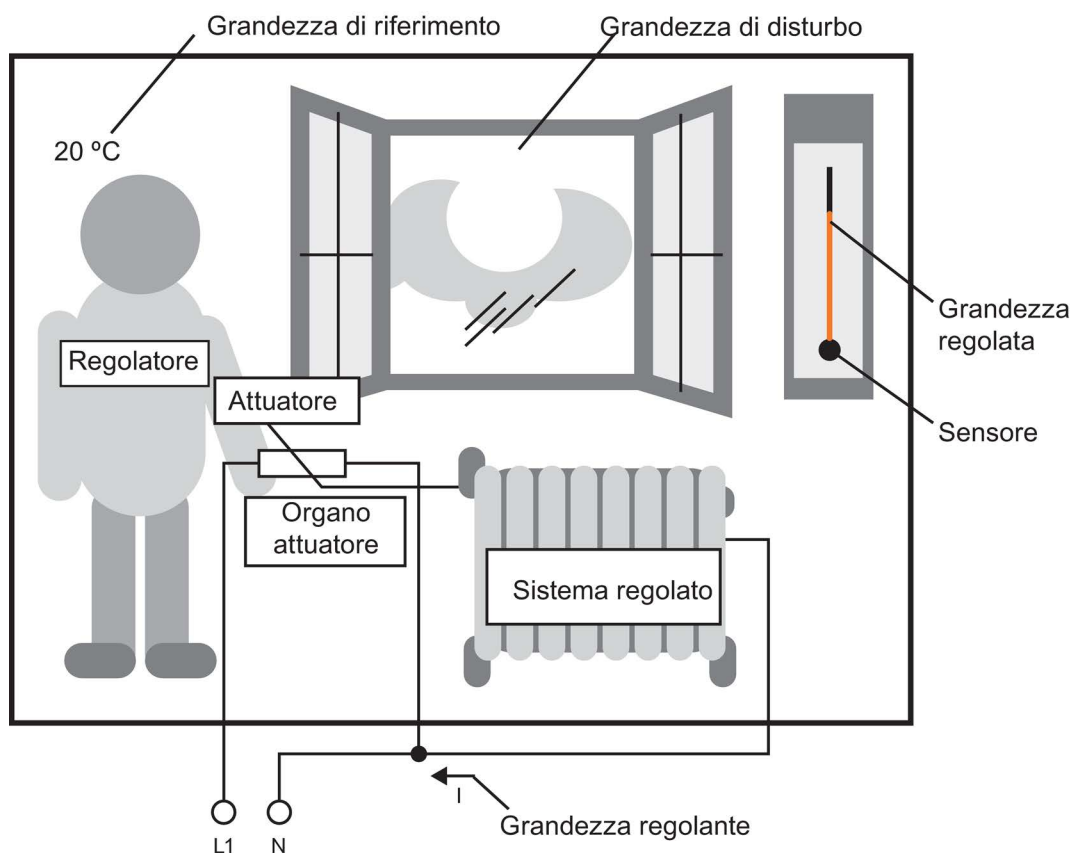 Grandezza di riferimento
Grandezza di disturbo
20 ºC
Grandezza
regolata
Regolatore
Attuatore
Sensore
Organo
attuatore
Sistema regolato
I
Grandezza regolante
L1
N